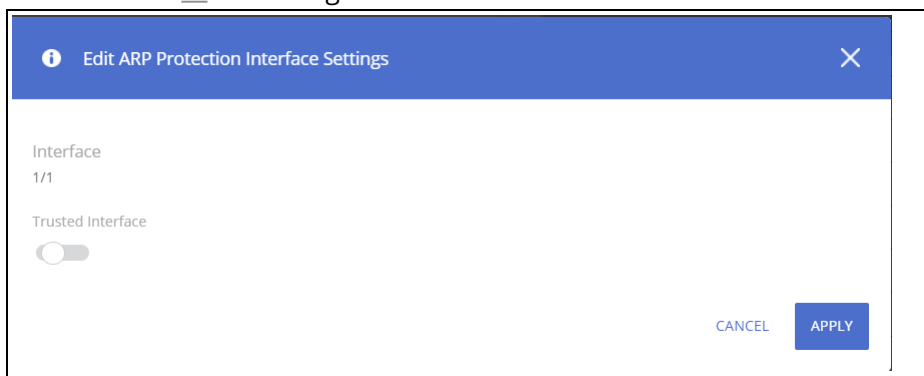 Edit ARP Protection Interface Settings
Interface
1/1
Trusted Interface
CANCEL APPLY